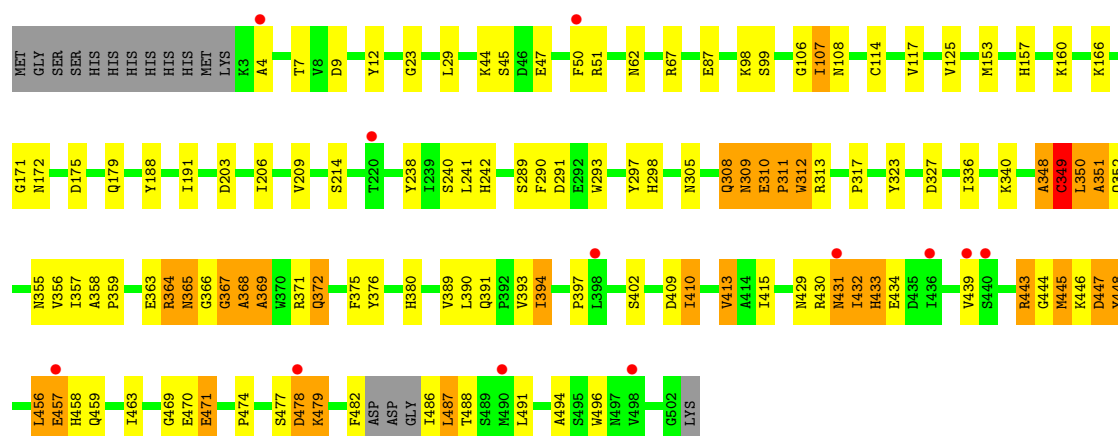 MET GLY SER SER HIS HIS HIS HIS HIS HIS MET LYS K3 A4 T7 V8 D9 Y12 G23 L29 K44 S45 D46 E47 F50 R51 N62 R67 E87 K98 S99 G106 I107 N108 C114 V117 V125 M153 H157 K160 K166
G171 N172 D175 Q179 Y188 I191 D203 I206 V209 S214 T220 Y238 I239 S240 L241 H242 S289 F290 D291 E292 W293 Y297 H298 N305 Q308 N309 E310 P311 W312 R313 P317 Y323 D327 I336 K340 A348 C349 L350 A351
N355 V356 I357 A358 P359 E363 R364 N365 G366 G367 A368 A369 W370 R371 Q372 F375 Y376 H380 V389 L390 Q391 P392 V393 I394 P397 L398 S402 D409 I410 V413 A414 I415 N429 R430 N431 I432 H433 E434 D435 I436 V439 S440 R443 G444 M445 K446 D447
L456 E457 H458 Q459 I463 G469 E470 E471 P474 S477 D478 K479 F482 ASP ASP GLY I486 L487 T488 S489 M490 L491 A494 S495 W496 N497 V498 G502 LYS